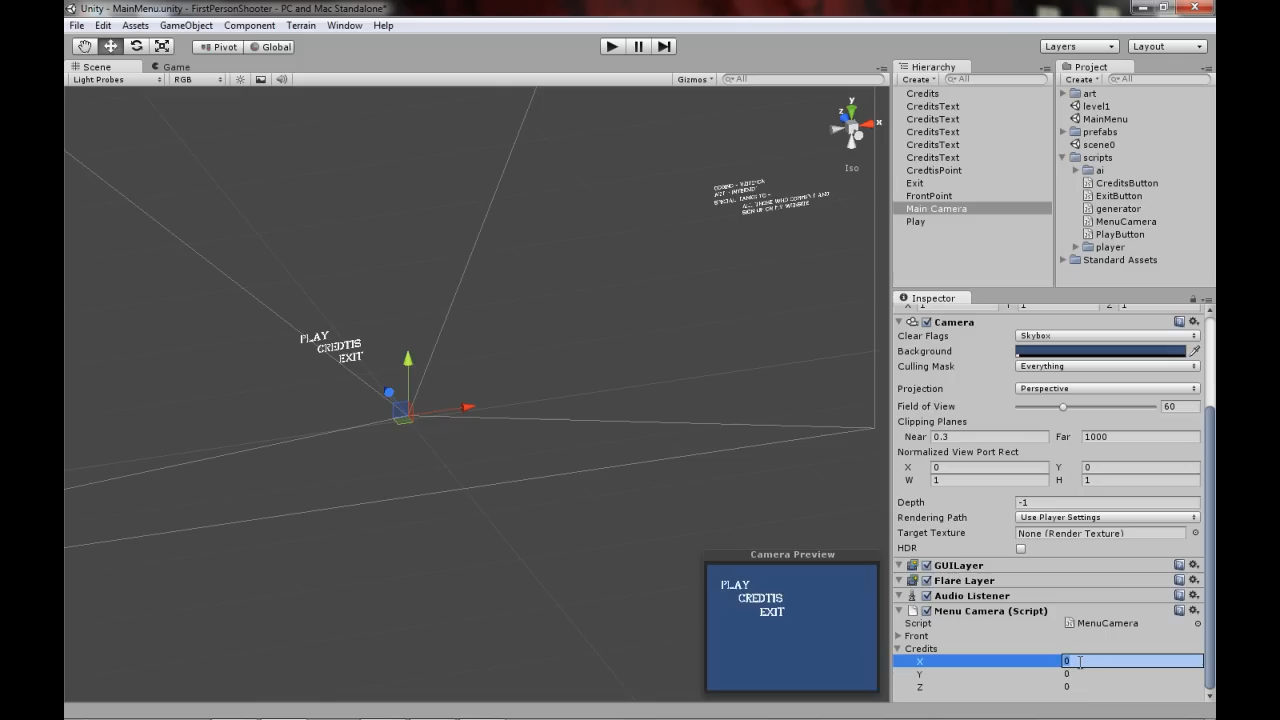 Unity - MainMenu.unity - FirstPersonShooter - PC and Mac Standalone*
File Edit Assets GameObject Component Terrain Window Help
Pivot Global Layers Layout
Scene Game
Light Probes RGB Gizmos All
Hierarchy
Create All
Credits
CreditsText
CreditsText
CreditsText
CreditsText
CreditsText
CreditsPoint
Exit
FrontPoint
Main Camera
Play
Project
Create All
art
level1
MainMenu
prefabs
scene0
scripts
ai
CreditsButton
ExitButton
generator
MenuCamera
PlayButton
player
Standard Assets
y
z
x
Iso
PLAY
CREDTIS
EXIT
Camera Preview
PLAY
CREDTIS
EXIT
Inspector
X 1 Y 1 Z 1
Camera
Clear Flags Skybox
Background
Culling Mask Everything
Projection Perspective
Field of View 60
Clipping Planes
Near 0.3 Far 1000
Normalized View Port Rect
X 0 Y 0
W 1 H 1
Depth -1
Rendering Path Use Player Settings
Target Texture None (Render Texture)
HDR
GUILayer
Flare Layer
Audio Listener
Menu Camera (Script)
Script MenuCamera
Front
Credits
X 0
Y 0
Z 0